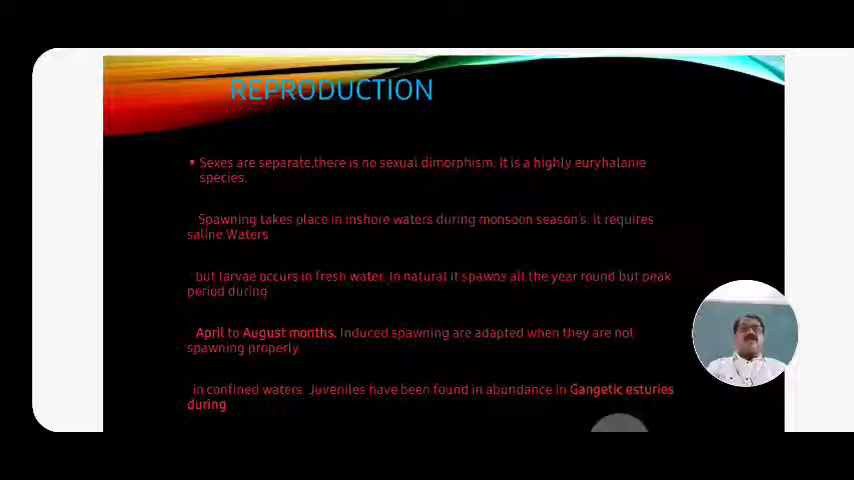 REPRODUCTION
• Sexes are separate,there is no sexual dimorphism. It is a highly euryhalanie
species.
Spawning takes place in inshore waters during monsoon season's. it requires
saline Waters
but larvae occurs in fresh water. In natural it spawns all the year round but peak
period during
April to August months. Induced spawning are adapted when they are not
spawning properly
in confined waters. Juveniles have been found in abundance in Gangetic esturies
during